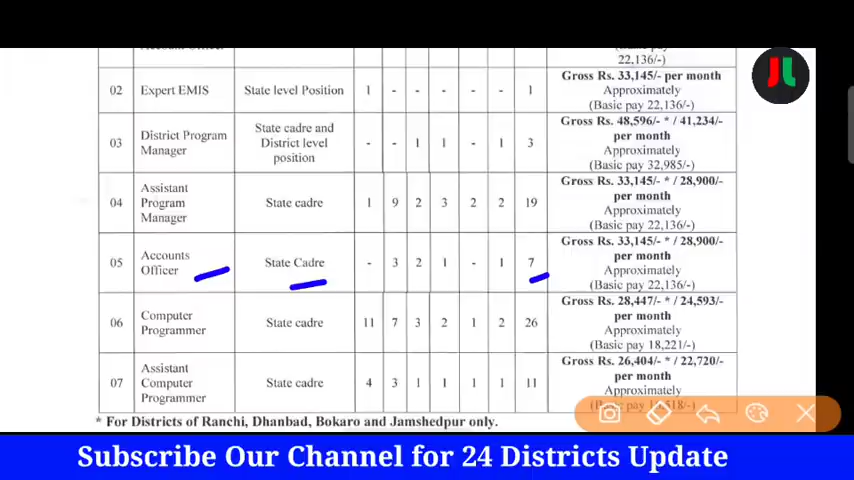 Account Officer
(Basic pay
22,136/-)
02 Expert EMIS State level Position 1 - - - - - 1 Gross Rs. 33,145/- per month
Approximately
(Basic pay 22,136/-)
03 District Program Manager State cadre and District level position - - 1 1 - 1 3 Gross Rs. 48,596/- * / 41,234/-
per month
Approximately
(Basic pay 32,985/-)
04 Assistant Program Manager State cadre 1 9 2 3 2 2 19 Gross Rs. 33,145/- * / 28,900/-
per month
Approximately
(Basic pay 22,136/-)
05 Accounts Officer State Cadre - 3 2 1 - 1 7 Gross Rs. 33,145/- * / 28,900/-
per month
Approximately
(Basic pay 22,136/-)
06 Computer Programmer State cadre 11 7 3 2 1 2 26 Gross Rs. 28,447/- * / 24,593/-
per month
Approximately
(Basic pay 18,221/-)
07 Assistant Computer Programmer State cadre 4 3 1 1 1 1 11 Gross Rs. 26,404/- * / 22,720/-
per month
Approximately
(Basic pay
* For Districts of Ranchi, Dhanbad, Bokaro and Jamshedpur only.
Subscribe Our Channel for 24 Districts Update